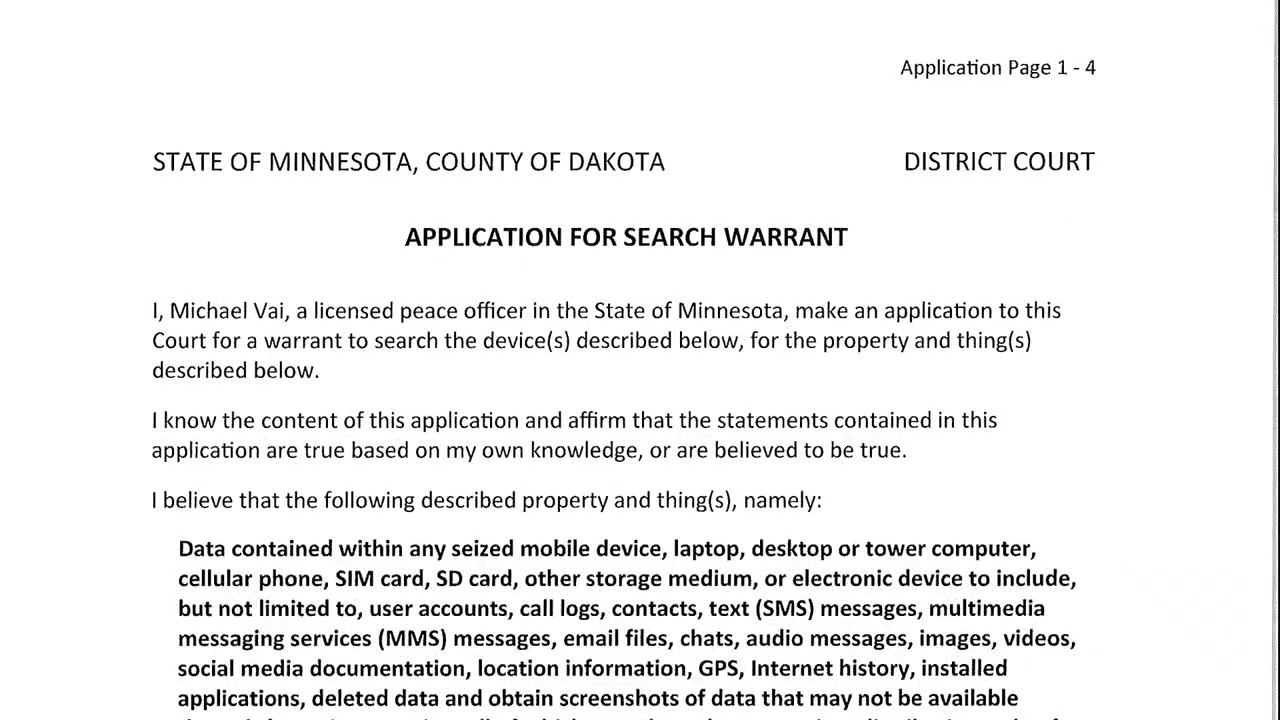 Application Page 1 - 4
STATE OF MINNESOTA, COUNTY OF DAKOTA DISTRICT COURT
APPLICATION FOR SEARCH WARRANT
I, Michael Vai, a licensed peace officer in the State of Minnesota, make an application to this
Court for a warrant to search the device(s) described below, for the property and thing(s)
described below.
I know the content of this application and affirm that the statements contained in this
application are true based on my own knowledge, or are believed to be true.
I believe that the following described property and thing(s), namely:
Data contained within any seized mobile device, laptop, desktop or tower computer,
cellular phone, SIM card, SD card, other storage medium, or electronic device to include,
but not limited to, user accounts, call logs, contacts, text (SMS) messages, multimedia
messaging services (MMS) messages, email files, chats, audio messages, images, videos,
social media documentation, location information, GPS, Internet history, installed
applications, deleted data and obtain screenshots of data that may not be available